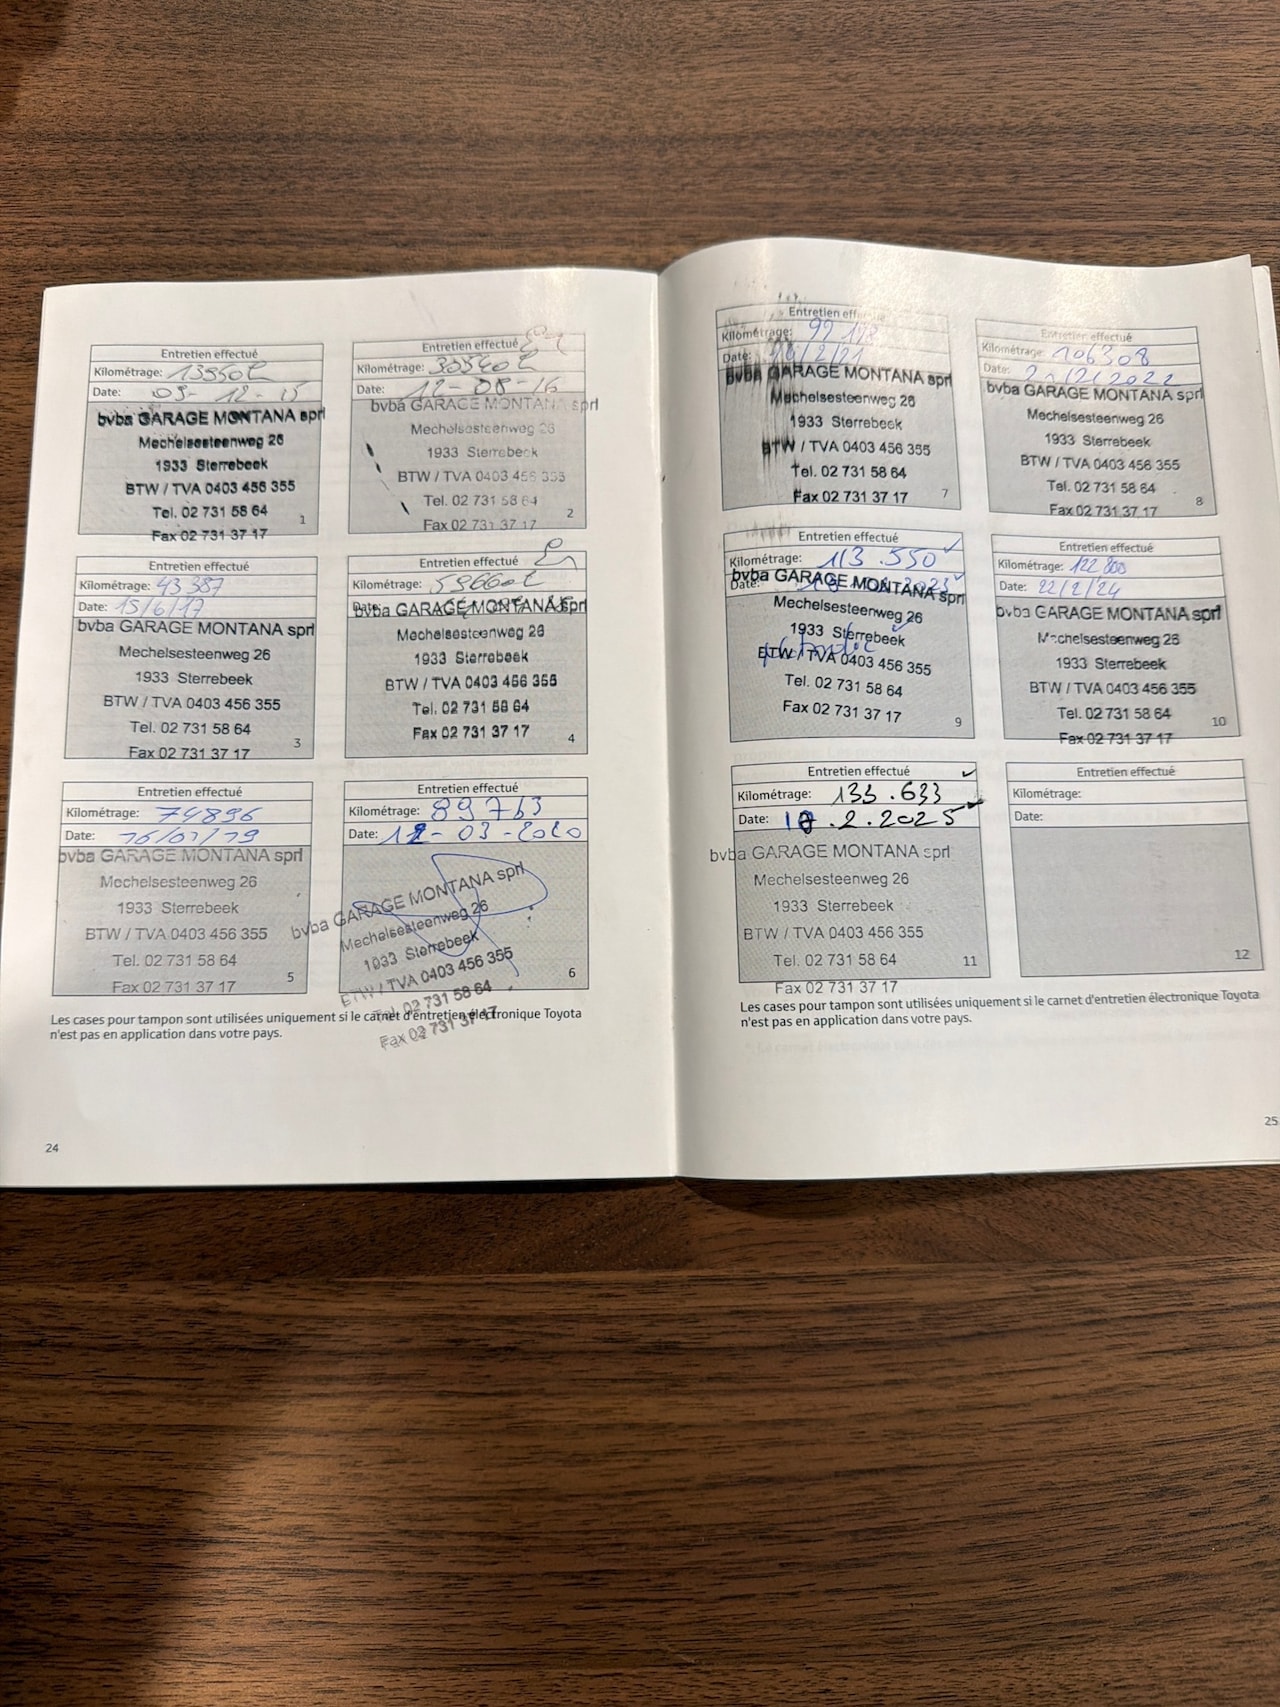 Entretien effectué
Kilométrage:
Date: 03-12-15
bvba GARAGE MONTANA sprl
Mechelsesteenweg 26
1933 Sterrebeek
BTW / TVA 0403 456 355
Tel. 02 731 58 64
Fax 02 731 37 17
1
Entretien effectué
Kilométrage:
Date: 12-08-16
bvba GARAGE MONTANA sprl
Mechelsesteenweg 26
1933 Sterrebeek
BTW / TVA 0403 456 355
Tel. 02 731 58 64
Fax 02 731 37 17
2
Entretien effectué
Kilométrage: 43 387
Date: 15/6/17
bvba GARAGE MONTANA sprl
Mechelsesteenweg 26
1933 Sterrebeek
BTW / TVA 0403 456 355
Tel. 02 731 58 64
Fax 02 731 37 17
3
Entretien effectué
Kilométrage:
Date:
bvba GARAGE MONTANA sprl
Mechelsesteenweg 26
1933 Sterrebeek
BTW / TVA 0403 456 355
Tel. 02 731 58 64
Fax 02 731 37 17
4
Entretien effectué
Kilométrage: 74896
Date: 16/01/19
bvba GARAGE MONTANA sprl
Mechelsesteenweg 26
1933 Sterrebeek
BTW / TVA 0403 456 355
Tel. 02 731 58 64
Fax 02 731 37 17
5
Entretien effectué
Kilométrage: 89763
Date: 12-03-2020
bvba GARAGE MONTANA sprl
Mechelsesteenweg 26
1933 Sterrebeek
BTW / TVA 0403 456 355
Tel. 02 731 58 64
Fax 02 731 37 17
6
Les cases pour tampon sont utilisées uniquement si le carnet d'entretien électronique Toyota
n'est pas en application dans votre pays.
24
Entretien
Kilométrage:
Date:
bvba GARAGE MONTANA sprl
Mechelsesteenweg 26
1933 Sterrebeek
BTW / TVA 0403 456 355
Tel. 02 731 58 64
Fax 02 731 37 17
7
Entretien effectué
Kilométrage: 106308
Date:
bvba GARAGE MONTANA sprl
Mechelsesteenweg 26
1933 Sterrebeek
BTW / TVA 0403 456 355
Tel. 02 731 58 64
Fax 02 731 37 17
8
Entretien effectué
Kilométrage: 113.550
Date:
bvba GARAGE MONTANA sprl
Mechelsesteenweg 26
1933 Sterrebeek
BTW / TVA 0403 456 355
Tel. 02 731 58 64
Fax 02 731 37 17
9
Entretien effectué
Kilométrage: 122 800
Date: 22/2/24
bvba GARAGE MONTANA sprl
Mechelsesteenweg 26
1933 Sterrebeek
BTW / TVA 0403 456 355
Tel. 02 731 58 64
Fax 02 731 37 17
10
Entretien effectué
Kilométrage: 133.633
Date: .2.2025
bvba GARAGE MONTANA sprl
Mechelsesteenweg 26
1933 Sterrebeek
BTW / TVA 0403 456 355
Tel. 02 731 58 64
Fax 02 731 37 17
11
Entretien effectué
Kilométrage:
Date:
12
Les cases pour tampon sont utilisées uniquement si le carnet d'entretien électronique Toyota
n'est pas en application dans votre pays.
25